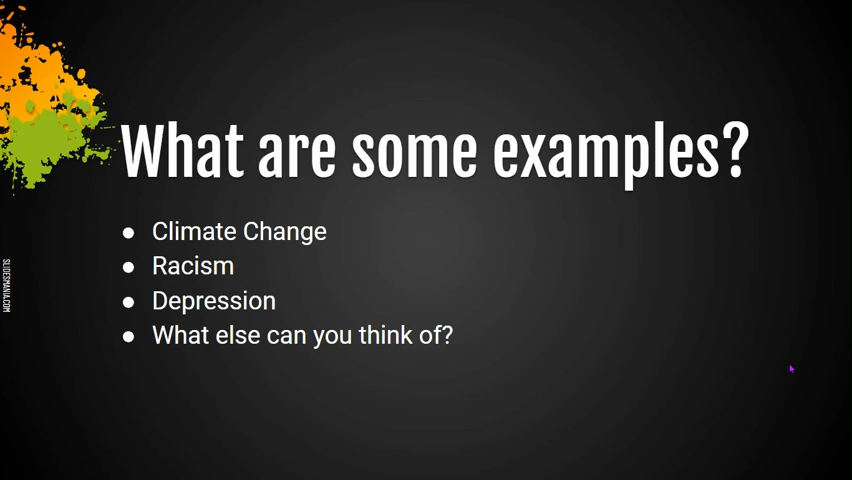 What are some examples?
Climate Change
Racism
Depression
What else can you think of?
SLIDESMANIA.COM